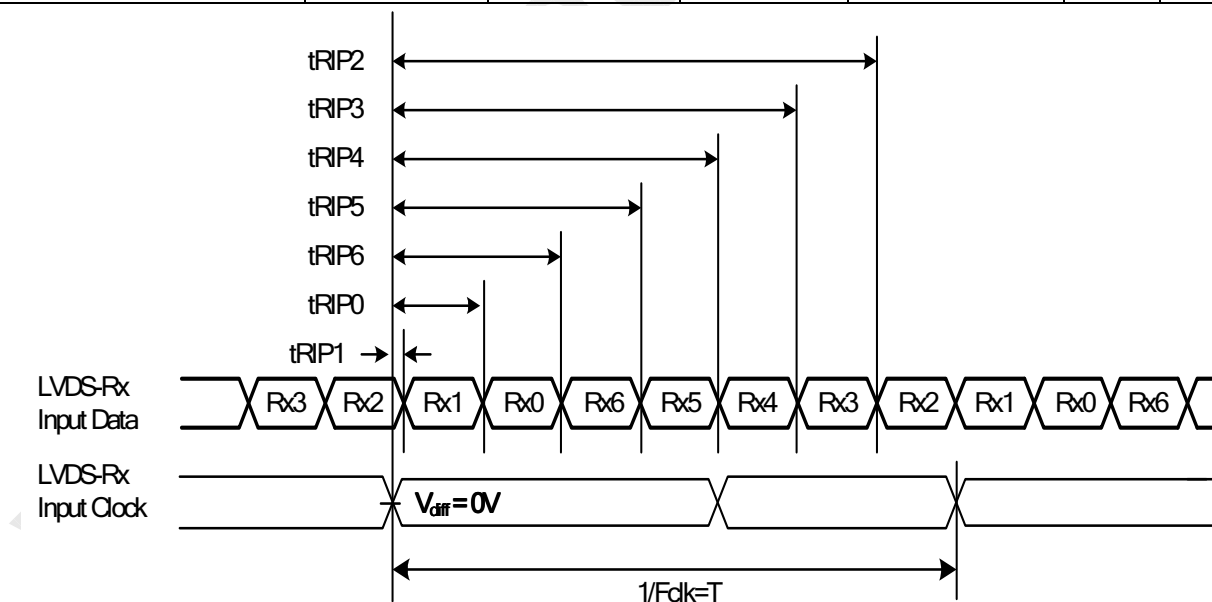 tRIP2
tRIP3
tRIP4
tRIP5
tRIP6
tRIP0
tRIP1
LVDS-Rx
Input Data
Rx3 Rx2 Rx1 Rx0 Rx6 Rx5 Rx4 Rx3 Rx2 Rx1 Rx0 Rx6
LVDS-Rx
Input Clock
Vdiff = 0V
1/Fclk=T